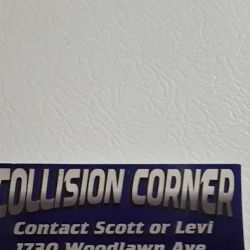 COLLISION CORNER
Contact Scott or Levi
1730 Woodlawn Ave